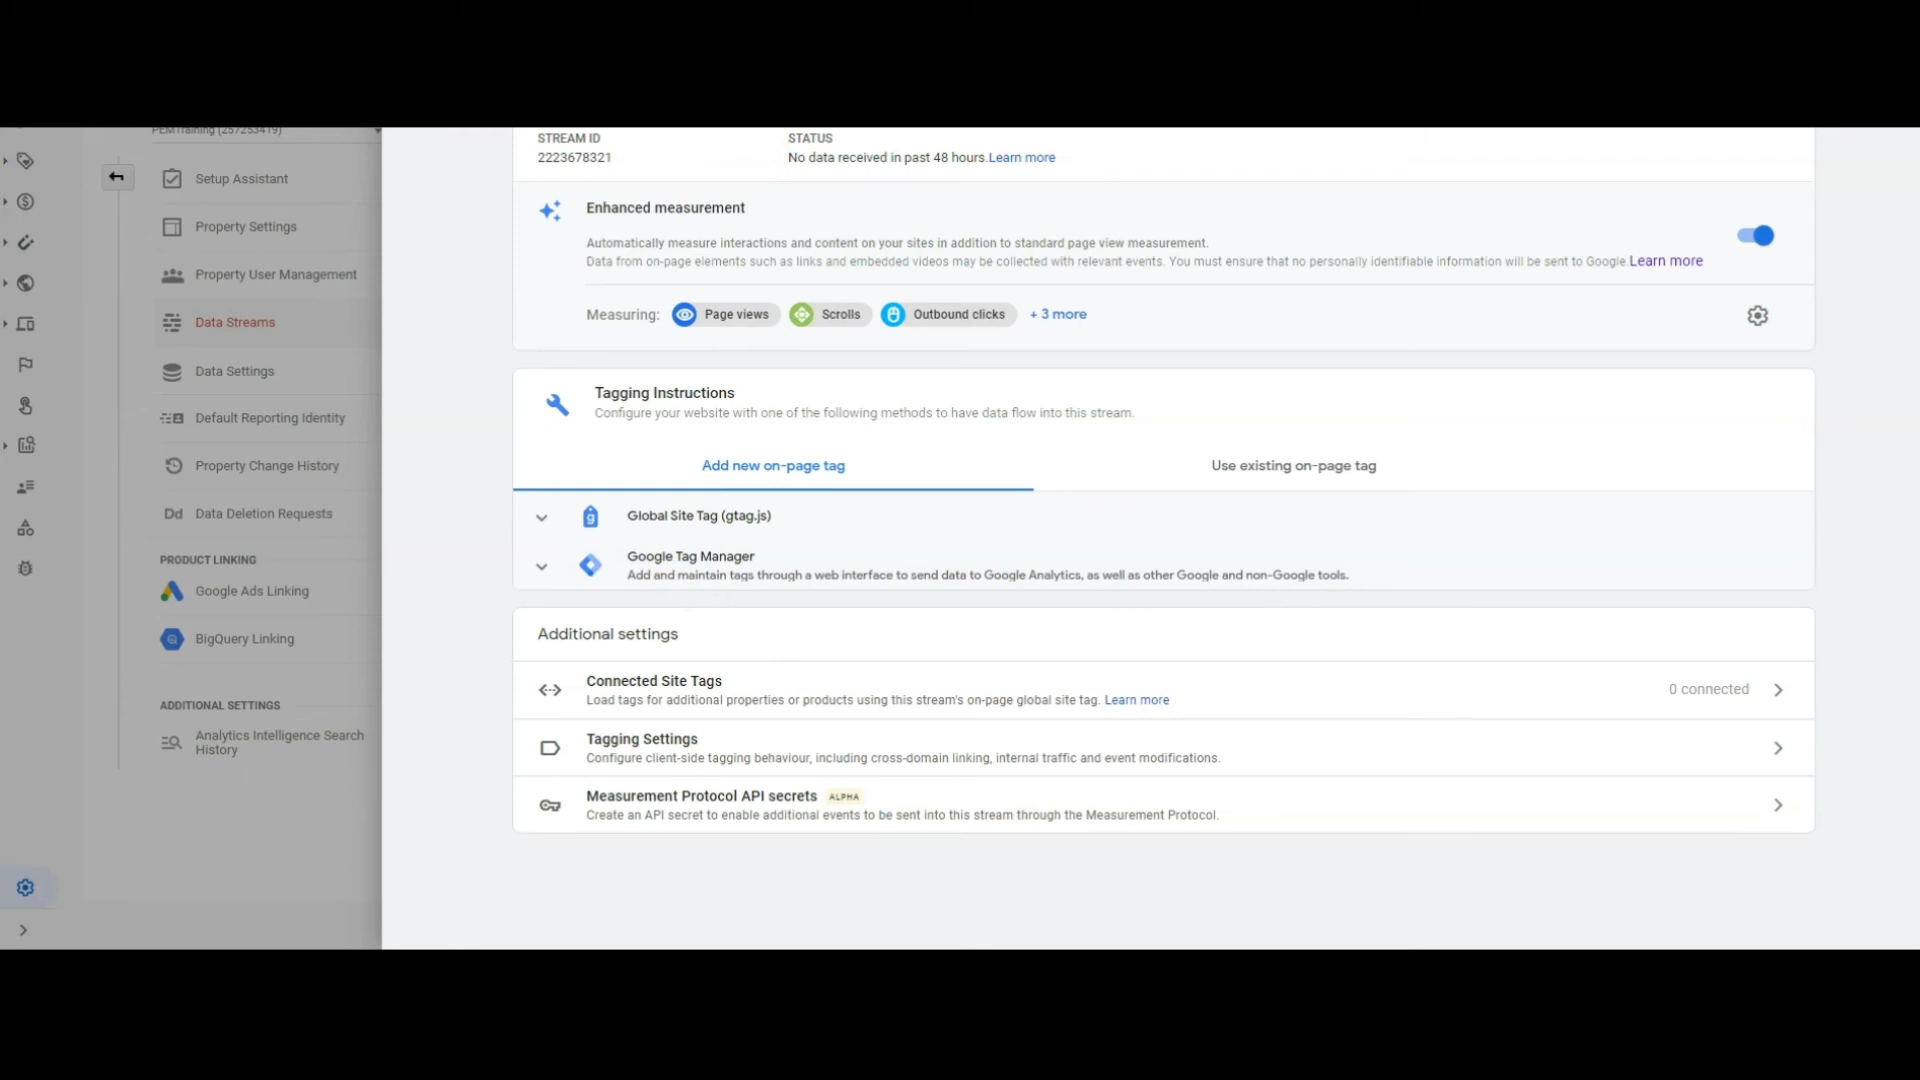 PEMTraining (257253419)
Setup Assistant
Property Settings
Property User Management
Data Streams
Data Settings
Default Reporting Identity
Property Change History
Dd Data Deletion Requests
PRODUCT LINKING
Google Ads Linking
BigQuery Linking
ADDITIONAL SETTINGS
Analytics Intelligence Search
History
STREAM ID
2223678321
STATUS
No data received in past 48 hours.Learn more
Enhanced measurement
Automatically measure interactions and content on your sites in addition to standard page view measurement.
Data from on-page elements such as links and embedded videos may be collected with relevant events. You must ensure that no personally identifiable information will be sent to Google.Learn more
Measuring: Page views Scrolls Outbound clicks + 3 more
Tagging Instructions
Configure your website with one of the following methods to have data flow into this stream.
Add new on-page tag
Use existing on-page tag
Global Site Tag (gtag.js)
Google Tag Manager
Add and maintain tags through a web interface to send data to Google Analytics, as well as other Google and non-Google tools.
Additional settings
Connected Site Tags
Load tags for additional properties or products using this stream's on-page global site tag. Learn more
0 connected
Tagging Settings
Configure client-side tagging behaviour, including cross-domain linking, internal traffic and event modifications.
Measurement Protocol API secrets ALPHA
Create an API secret to enable additional events to be sent into this stream through the Measurement Protocol.